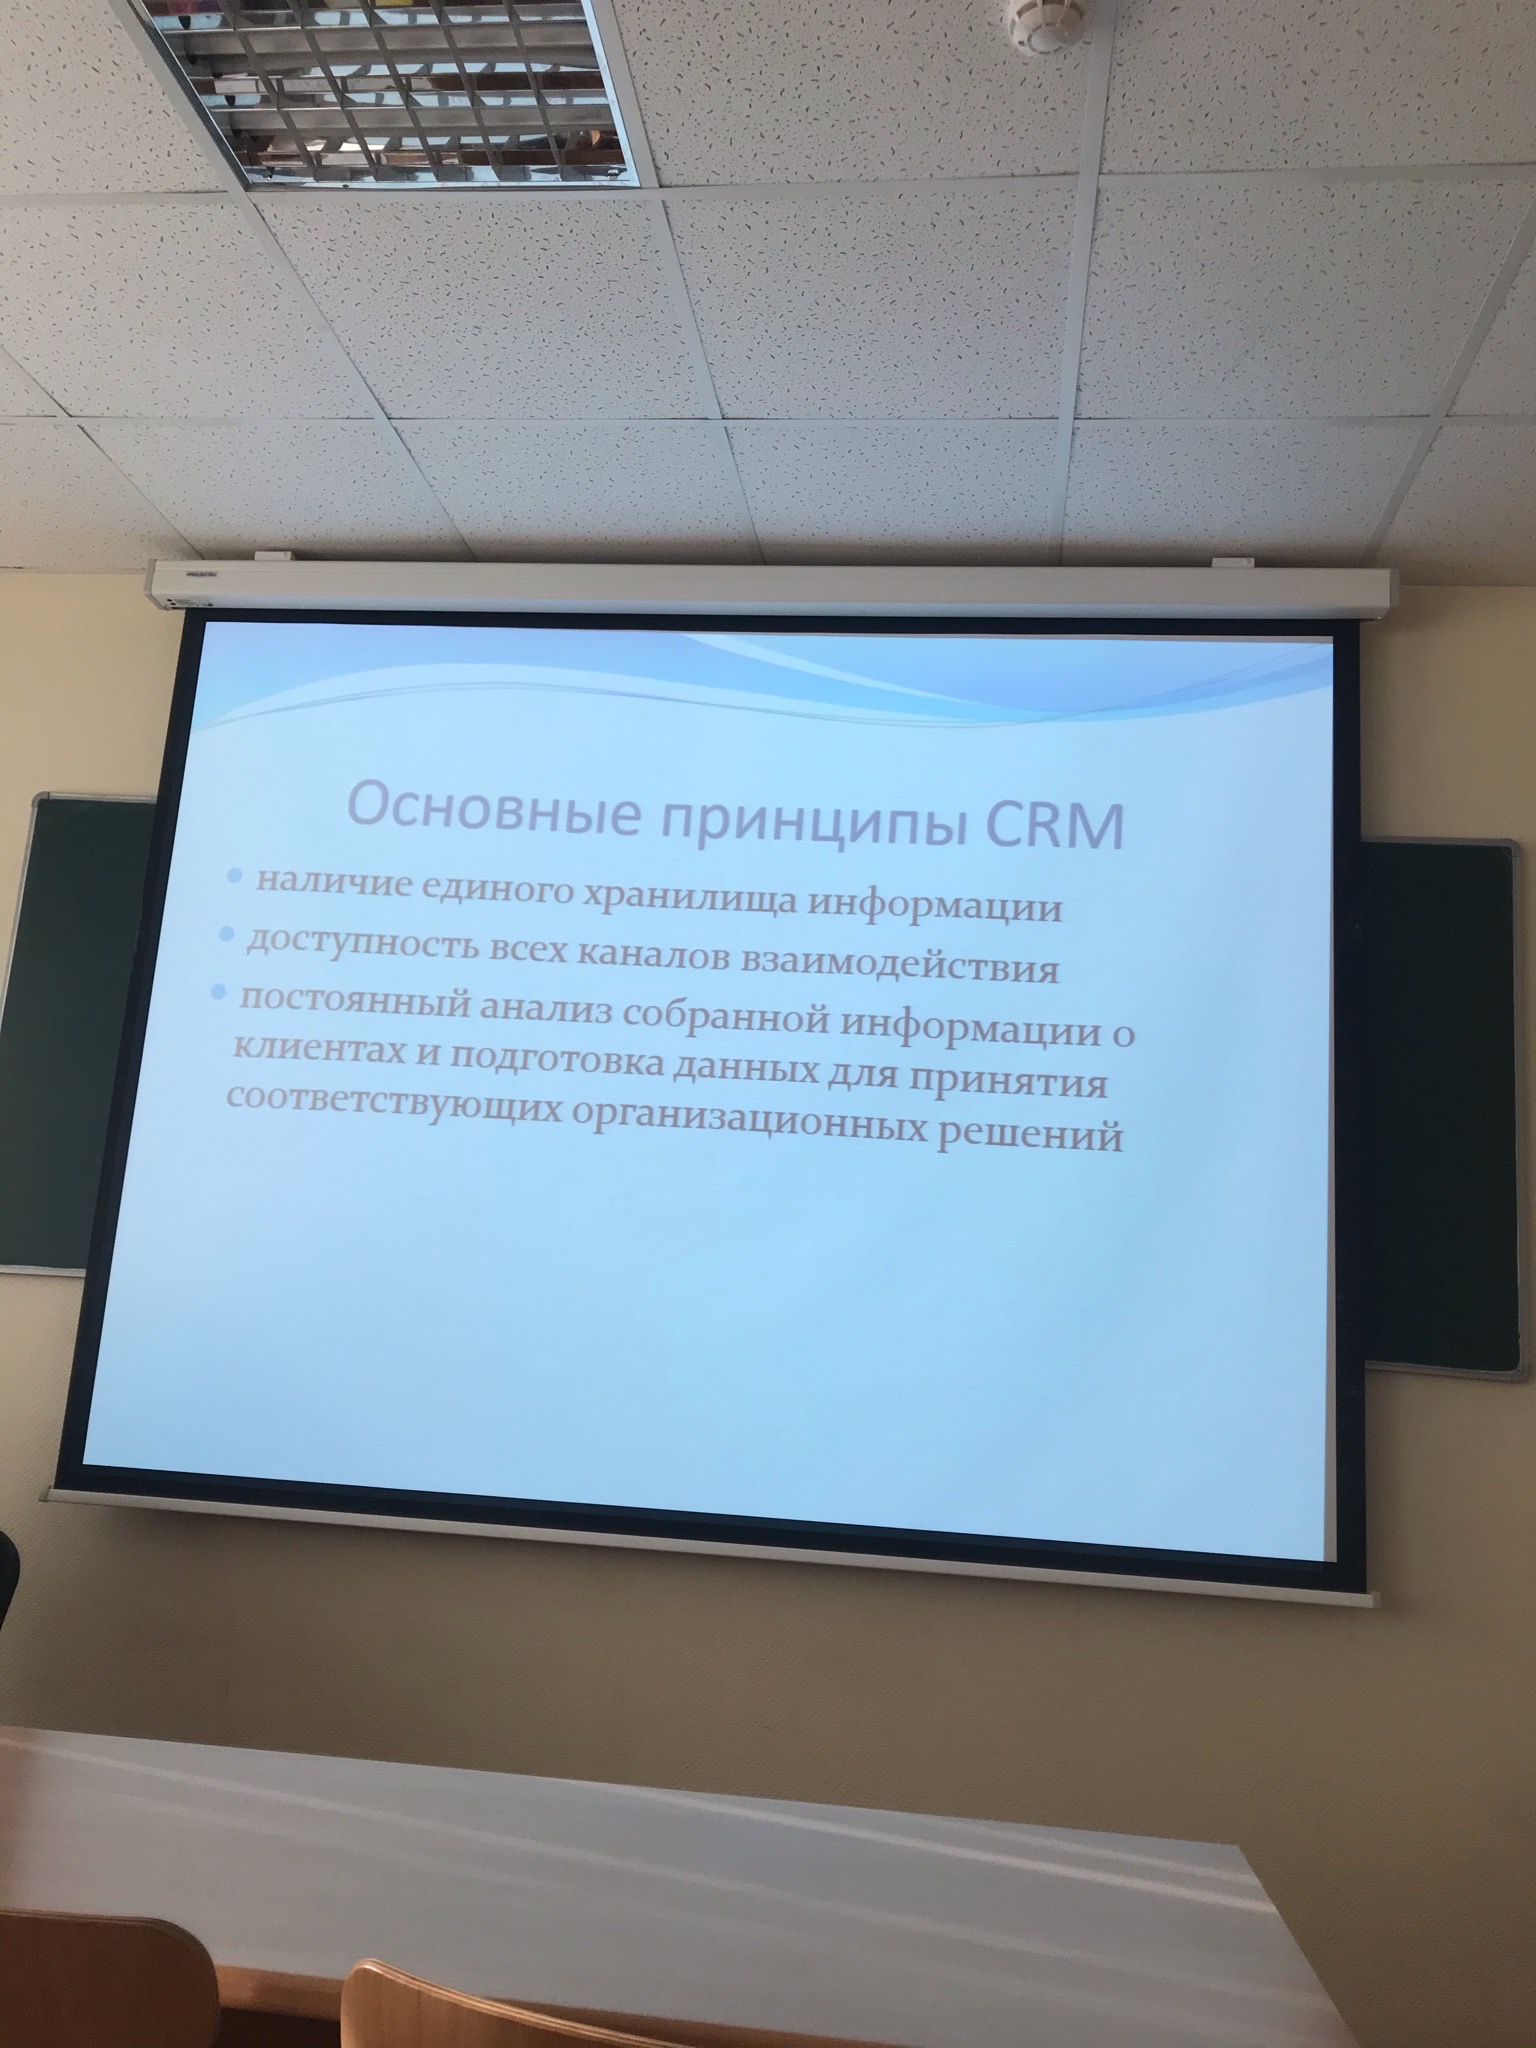 Основные принципы CRM
• наличие единого хранилища информации
• доступность всех каналов взаимодействия
• постоянный анализ собранной информации о
клиентах и подготовка данных для принятия
соответствующих организационных решений